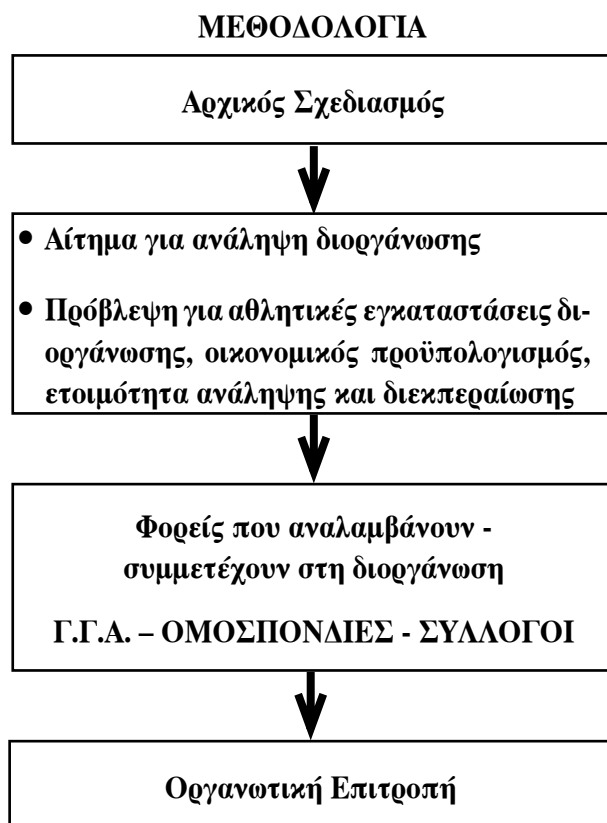 ΜΕΘΟΔΟΛΟΓΙΑ
Αρχικός Σχεδιασμός
• Αίτημα για ανάληψη διοργάνωσης
• Πρόβλεψη για αθλητικές εγκαταστάσεις δι-
οργάνωσης, οικονομικός προϋπολογισμός,
ετοιμότητα ανάληψης και διεκπεραίωσης
Φορείς που αναλαμβάνουν -
συμμετέχουν στη διοργάνωση
Γ.Γ.Α. – ΟΜΟΣΠΟΝΔΙΕΣ - ΣΥΛΛΟΓΟΙ
Οργανωτική Επιτροπή